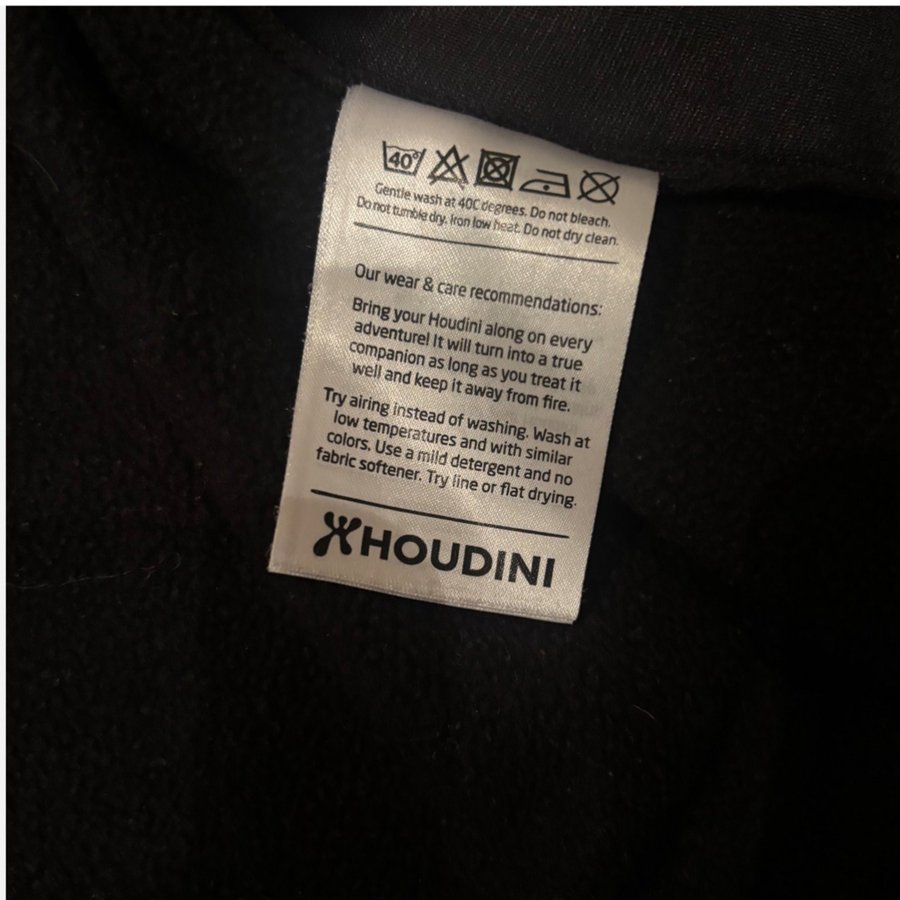 40°
Gentle wash at 40C degrees. Do not bleach.
Do not tumble dry. Iron low heat. Do not dry clean.
Our wear & care recommendations:
Bring your Houdini along on every
adventure! It will turn into a true
companion as long as you treat it
well and keep it away from fire.
Try airing instead of washing. Wash at
low temperatures and with similar
colors. Use a mild detergent and no
fabric softener. Try line or flat drying.
HOUDINI